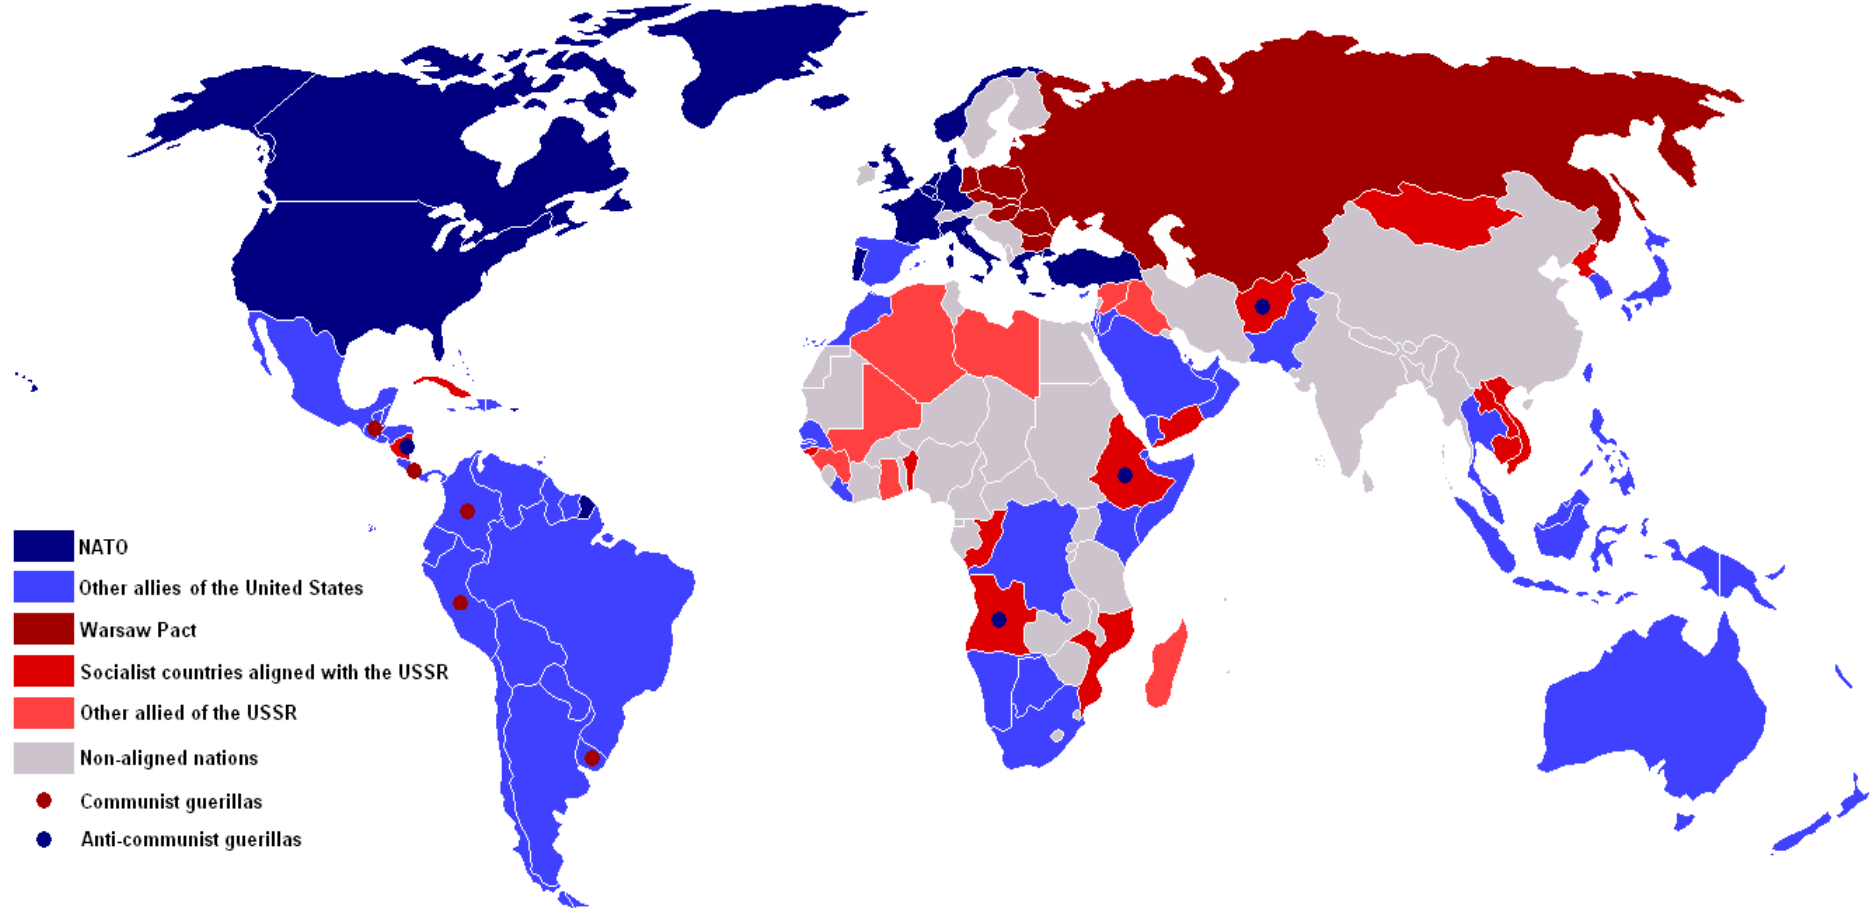 NATO
Other allies of the United States
Warsaw Pact
Socialist countries aligned with the USSR
Other allied of the USSR
Non-aligned nations
Communist guerillas
Anti-communist guerillas